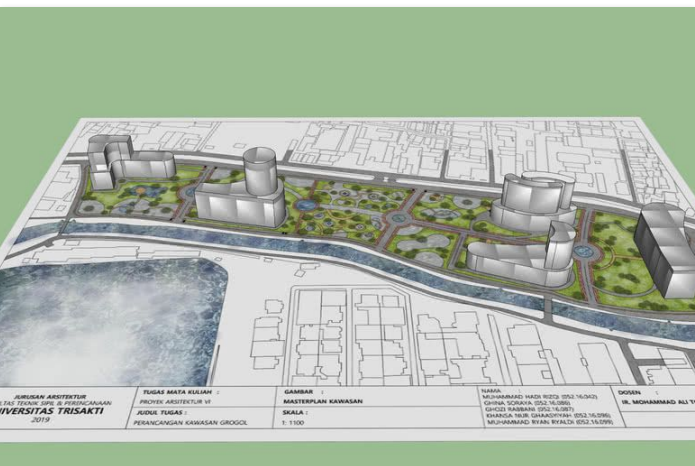 JURUSAN ARSITEKTUR
TEKNIK SIPIL & PERENCANAAN
UNIVERSITAS TRISAKTI
2019
TUGAS MATA KULIAH :
PROYEK ARSITEKTUR VI
JUDUL TUGAS :
PERANCANGAN KAWASAN GROGOL
GAMBAR :
MASTERPLAN KAWASAN
SKALA :
1: 1100
NAMA :
MUHAMMAD HADI RIZQI (052.16.042)
GHINA SORAYA (052.16.086)
GHOZI RABBANI (052.16.087)
KHANSA NUR GHAASYIYAH (052.16.096)
MUHAMMAD RYAN RYALDI (052.16.099)
DOSEN :
IR. MOHAMMAD ALI